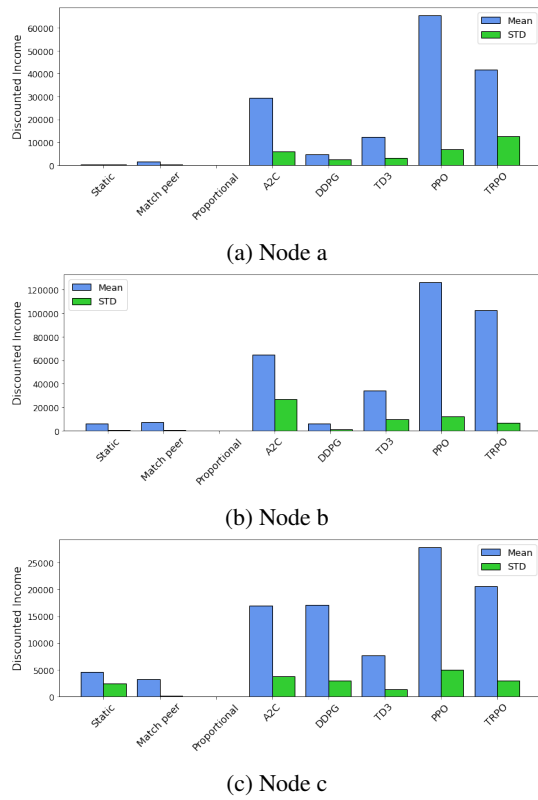 60000
50000
40000
30000
20000
10000
0
Discounted Income
Mean
STD
Static
Match peer
Proportional
A2C
DDPG
TD3
PPO
TRPO
(a) Node a
120000
100000
80000
60000
40000
20000
0
Discounted Income
Mean
STD
Static
Match peer
Proportional
A2C
DDPG
TD3
PPO
TRPO
(b) Node b
25000
20000
15000
10000
5000
0
Discounted Income
Mean
STD
Static
Match peer
Proportional
A2C
DDPG
TD3
PPO
TRPO
(c) Node c